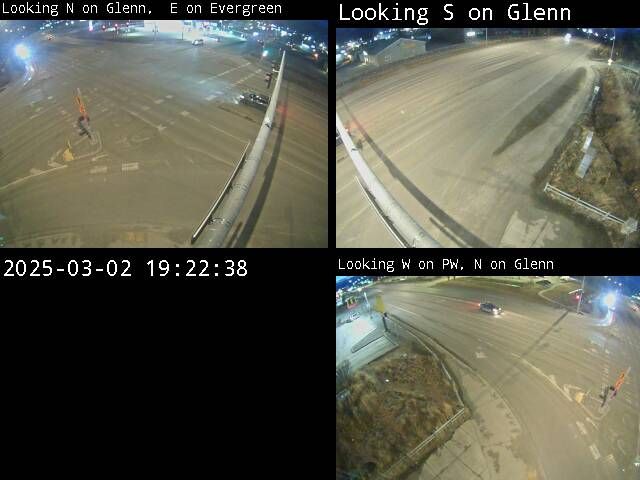 Looking N on Glenn,  E on Evergreen
Looking S on Glenn
2025-03-02 19:22:38
Looking W on PW, N on Glenn